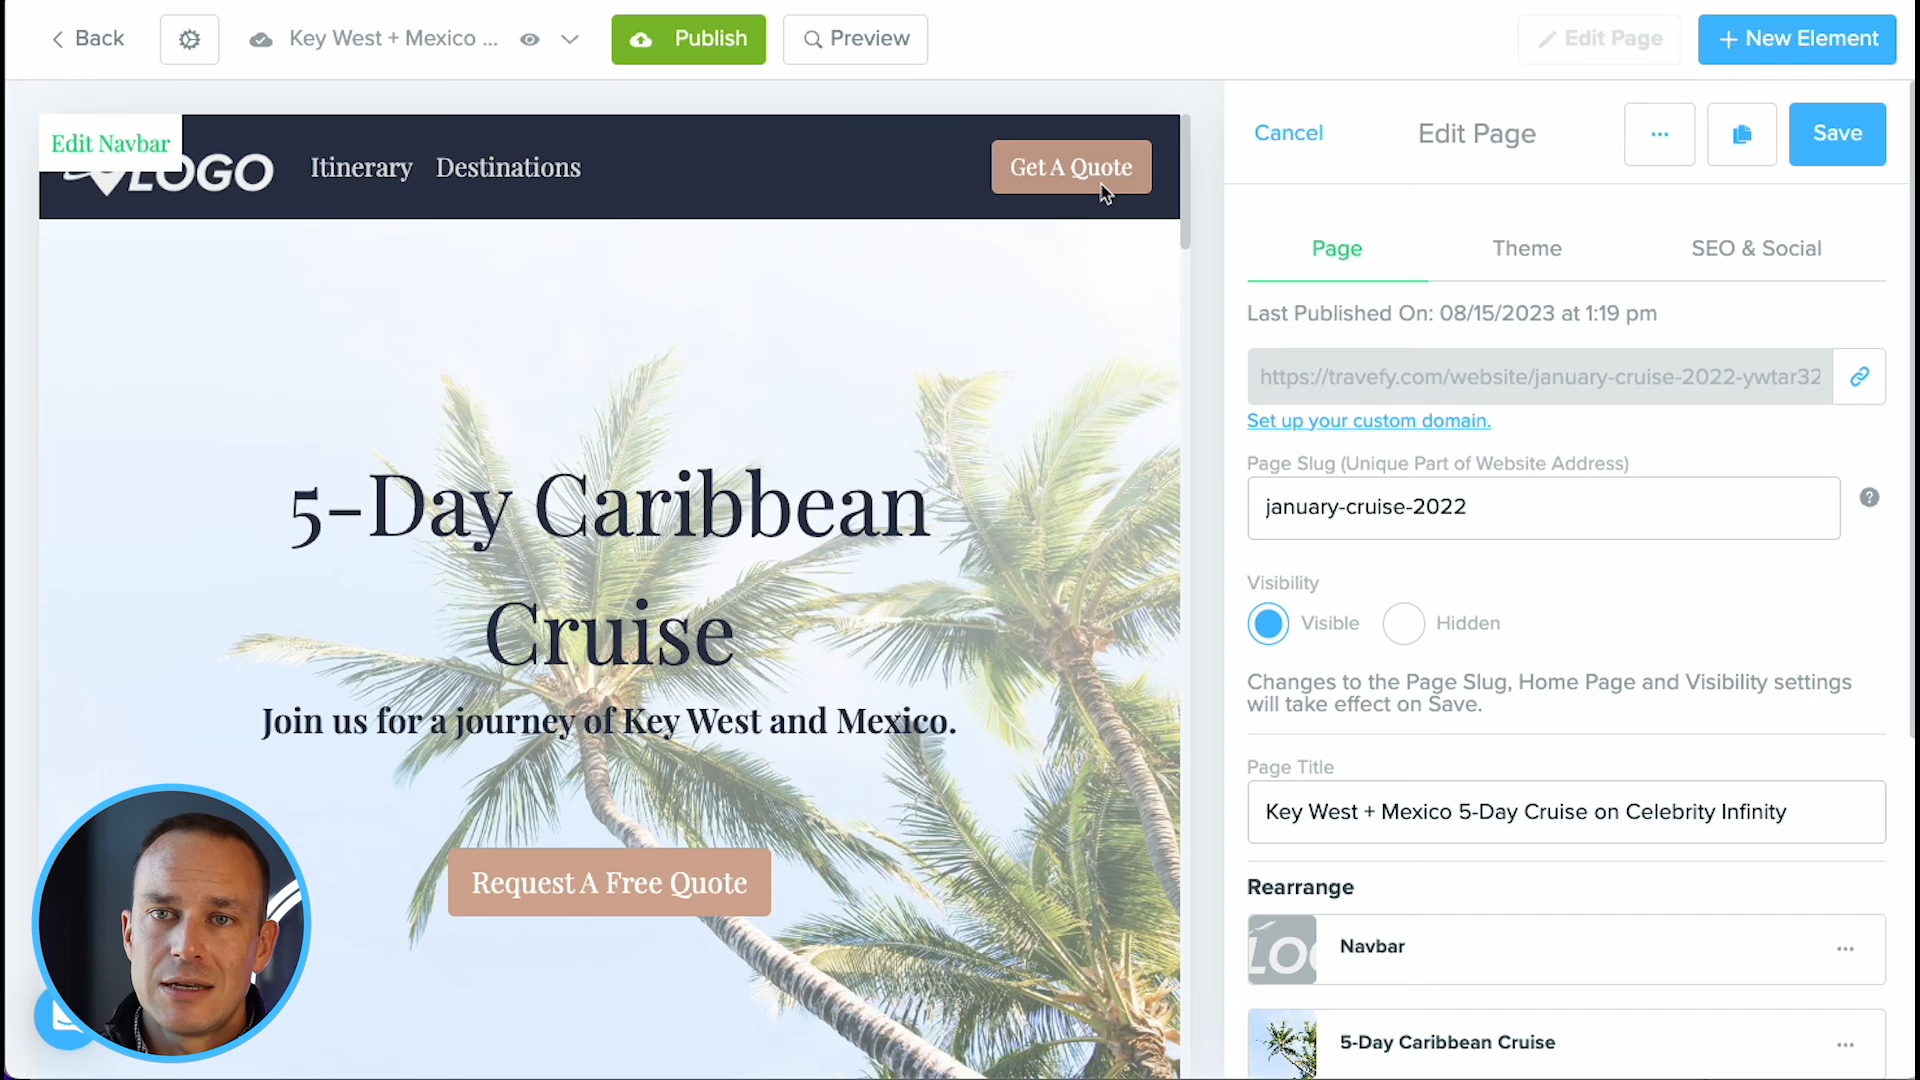 Back
Key West + Mexico ...
Publish
Preview
Edit Page
+ New Element
Edit Navbar
LOGO
Itinerary
Destinations
Get A Quote
5-Day Caribbean
Cruise
Join us for a journey of Key West and Mexico.
Request A Free Quote
Cancel
Edit Page
...
Save
Page
Theme
SEO & Social
Last Published On: 08/15/2023 at 1:19 pm
https://travefy.com/website/january-cruise-2022-ywtar32
Set up your custom domain.
Page Slug (Unique Part of Website Address)
january-cruise-2022
?
Visibility
Visible
Hidden
Changes to the Page Slug, Home Page and Visibility settings
will take effect on Save.
Page Title
Key West + Mexico 5-Day Cruise on Celebrity Infinity
Rearrange
LOG
Navbar
...
5-Day Caribbean Cruise
...